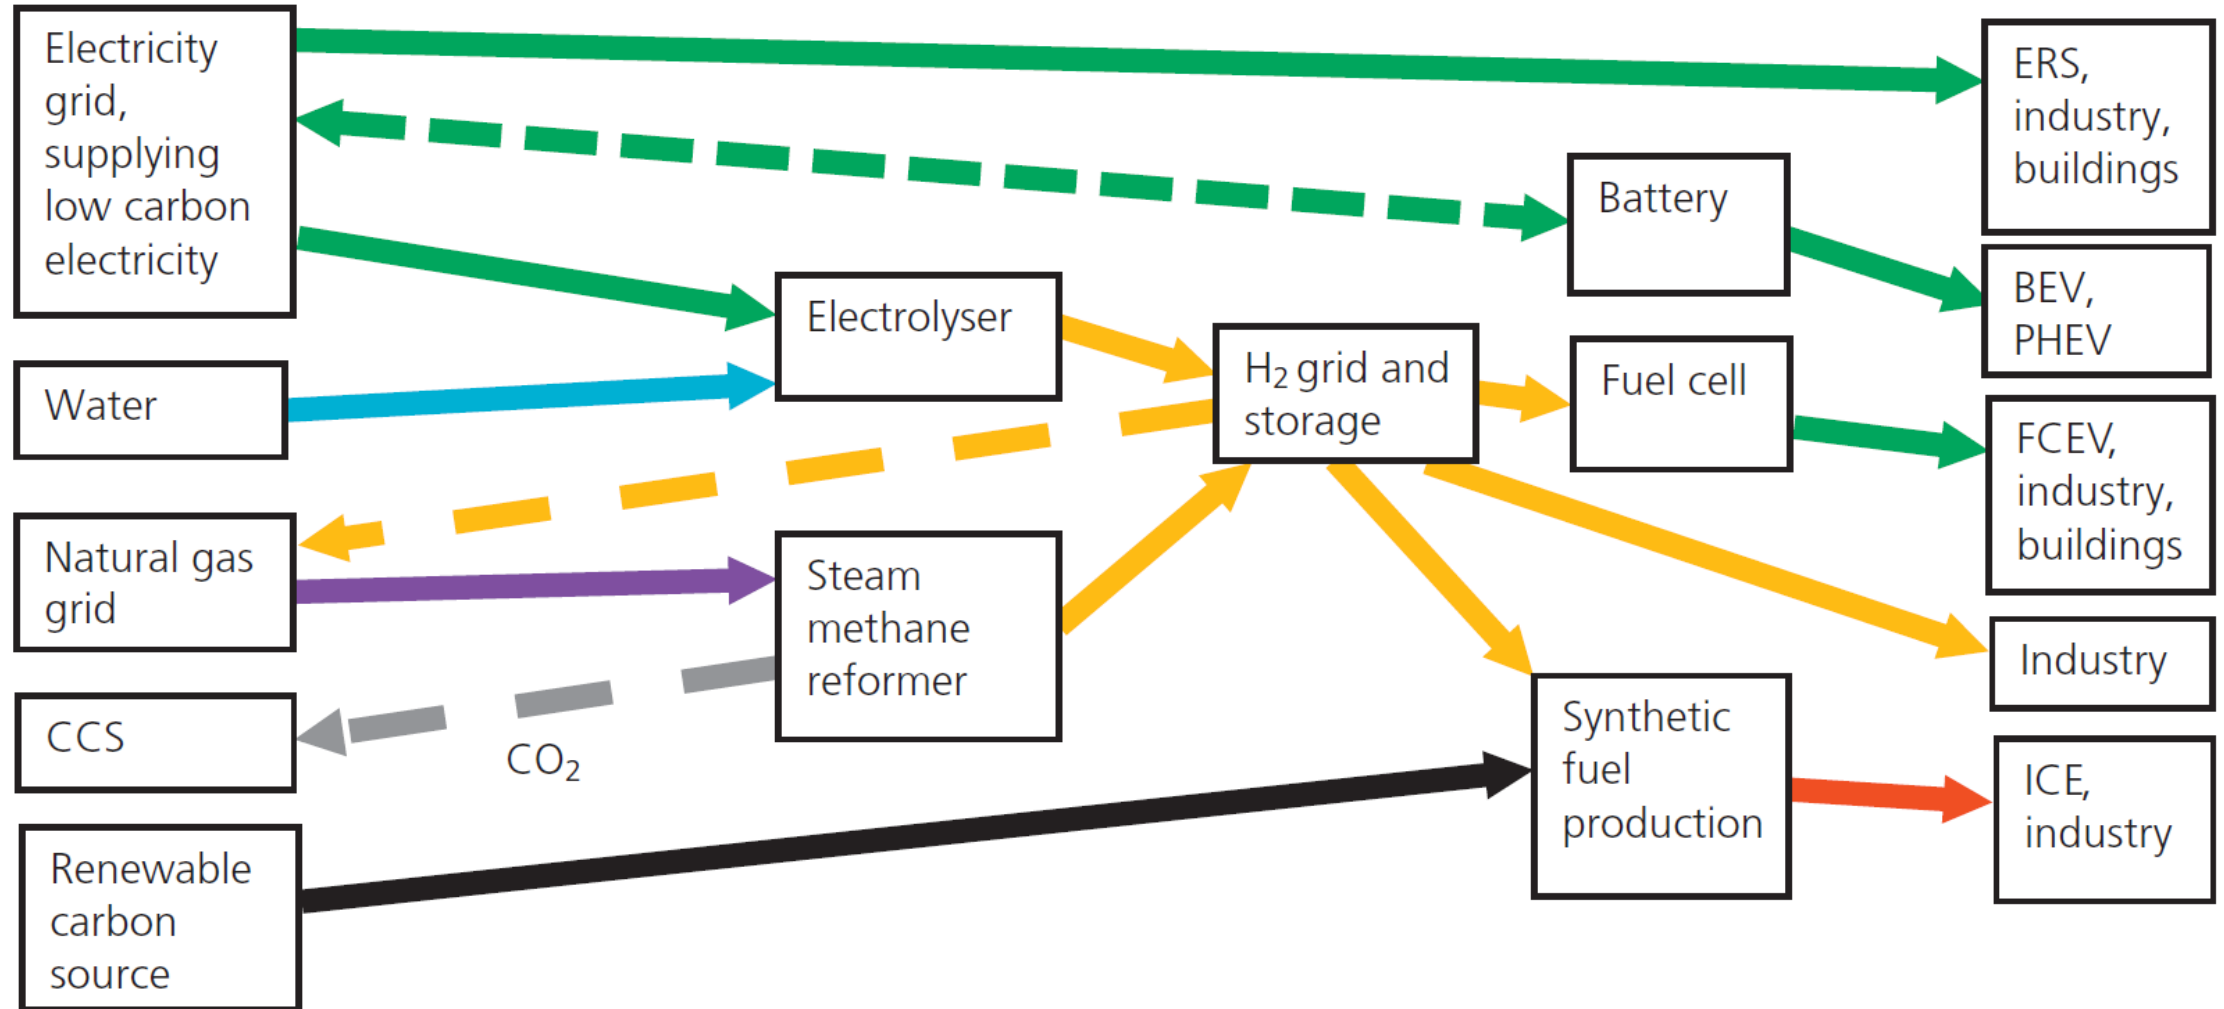 Electricity
grid,
supplying
low carbon
electricity
Water
Natural gas
grid
CCS
Renewable
carbon
source
Electrolyser
Steam
methane
reformer
CO₂
H₂ grid and
storage
Battery
Fuel cell
Synthetic
fuel
production
ERS,
industry,
buildings
BEV,
PHEV
FCEV,
industry,
buildings
Industry
ICE,
industry